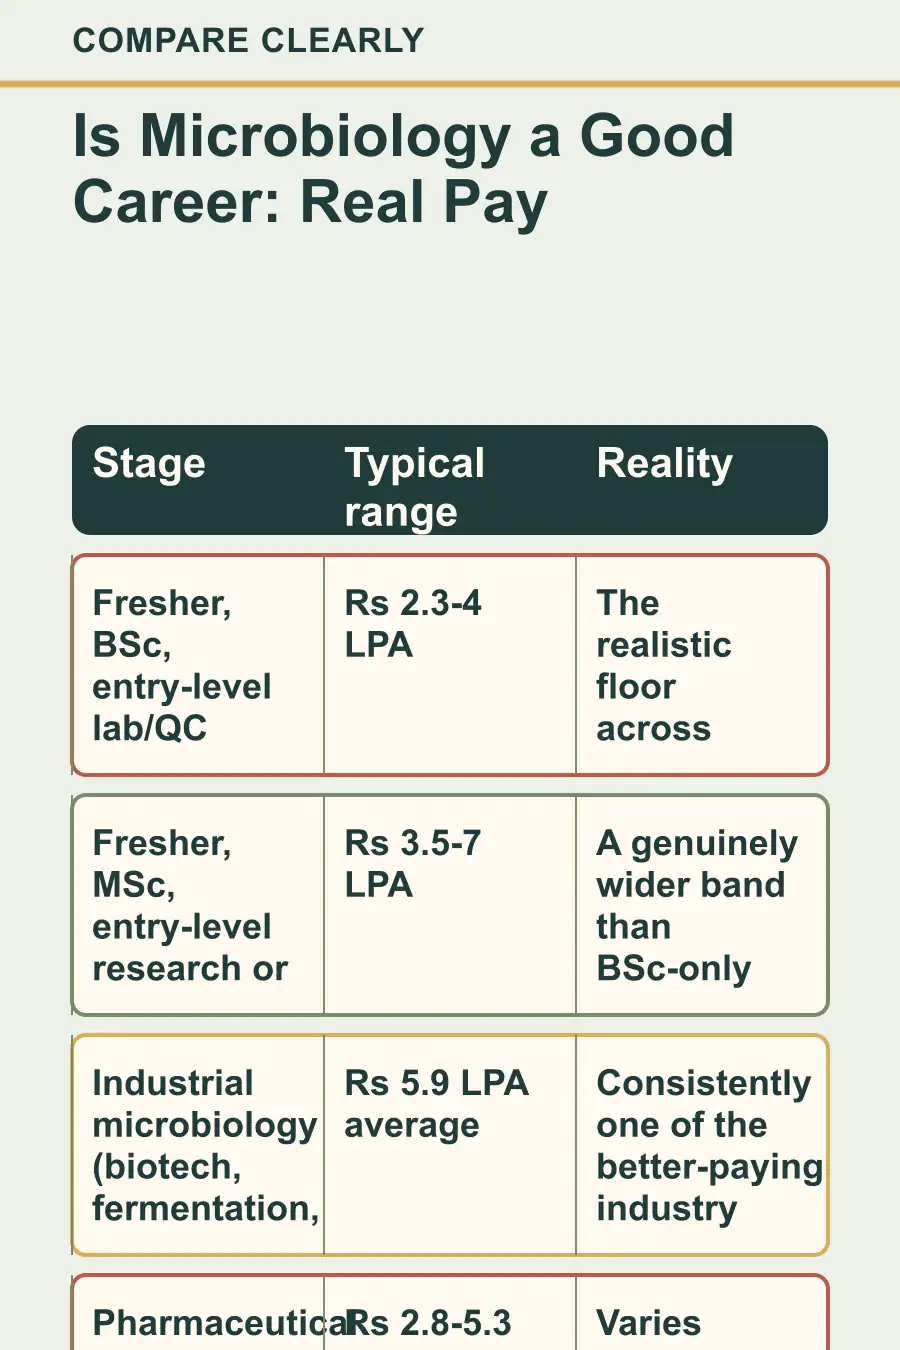 COMPARE CLEARLY
Is Microbiology a Good
Career: Real Pay
Stage
Typical
range
Reality
Fresher,
BSc,
entry-level
lab/QC
Rs 2.3-4
LPA
The
realistic
floor
across
Fresher,
MSc,
entry-level
research or
Rs 3.5-7
LPA
A genuinely
wider band
than
BSc-only
Industrial
microbiology
(biotech,
fermentation,
Rs 5.9 LPA
average
Consistently
one of the
better-paying
industry
Pharmaceutical
Rs 2.8-5.3
Varies